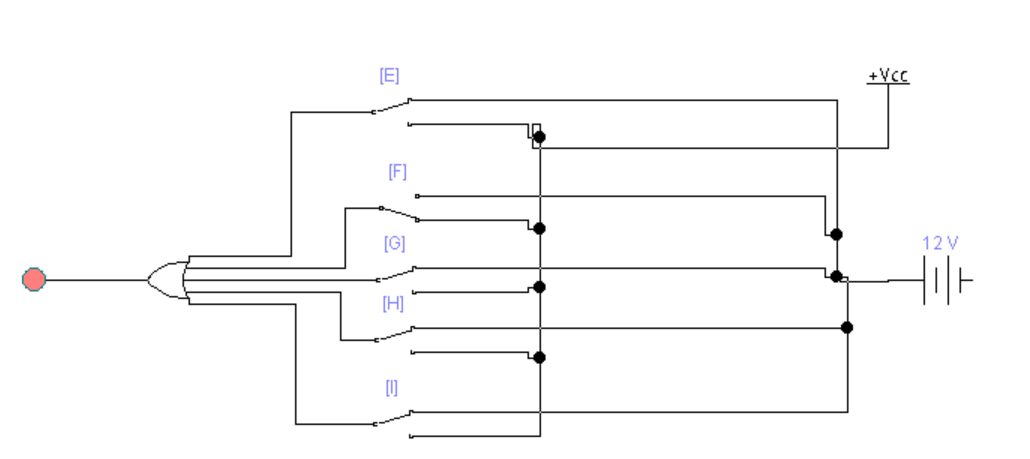 [E]
+Vcc
[F]
[G]
12 V
[H]
[I]